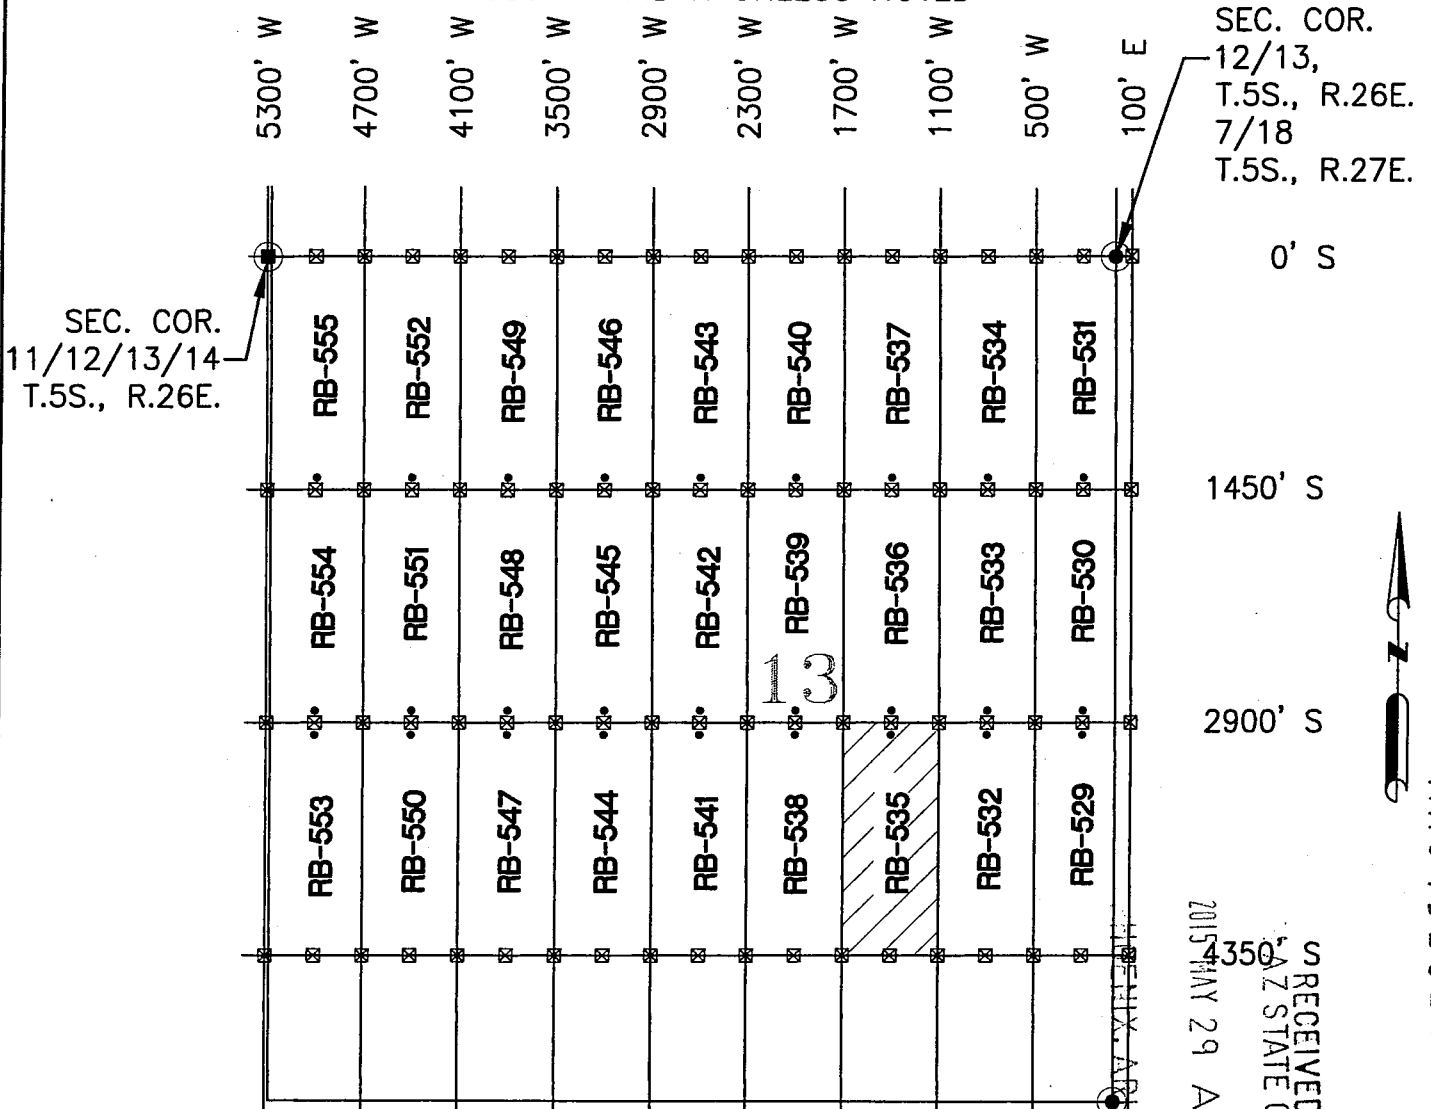 5300' W
4700' W
4100' W
3500' W
2900' W
2300' W
1700' W
1100' W
500' W
100' E
SEC. COR.
12/13,
T.5S., R.26E.
7/18
T.5S., R.27E.
0' S
SEC. COR.
11/12/13/14
T.5S., R.26E.
RB-555
RB-552
RB-549
RB-546
RB-543
RB-540
RB-537
RB-534
RB-531
1450' S
RB-554
RB-551
RB-548
RB-545
RB-542
RB-539
RB-536
RB-533
RB-530
13
N
2900' S
RB-553
RB-550
RB-547
RB-544
RB-541
RB-538
RB-535
RB-532
RB-529
4350' S
RECEIVED
AZ STATE
2015 MAY 29 A